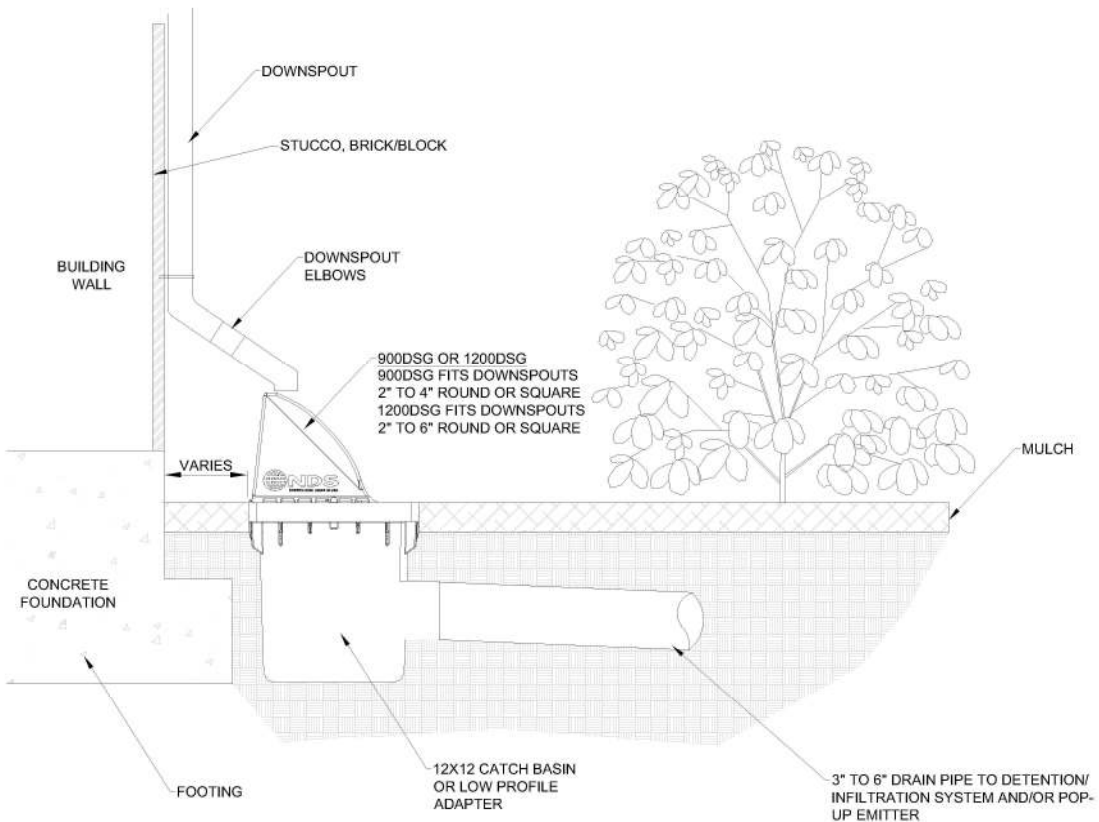 DOWNSPOUT
STUCCO, BRICK/BLOCK
BUILDING
WALL
DOWNSPOUT
ELBOWS
900DSG OR 1200DSG
900DSG FITS DOWNSPOUTS
2" TO 4" ROUND OR SQUARE
1200DSG FITS DOWNSPOUTS
2" TO 6" ROUND OR SQUARE
VARIES
NDS
MULCH
CONCRETE
FOUNDATION
FOOTING
12X12 CATCH BASIN
OR LOW PROFILE
ADAPTER
3" TO 6" DRAIN PIPE TO DETENTION/
INFILTRATION SYSTEM AND/OR POP-
UP EMITTER